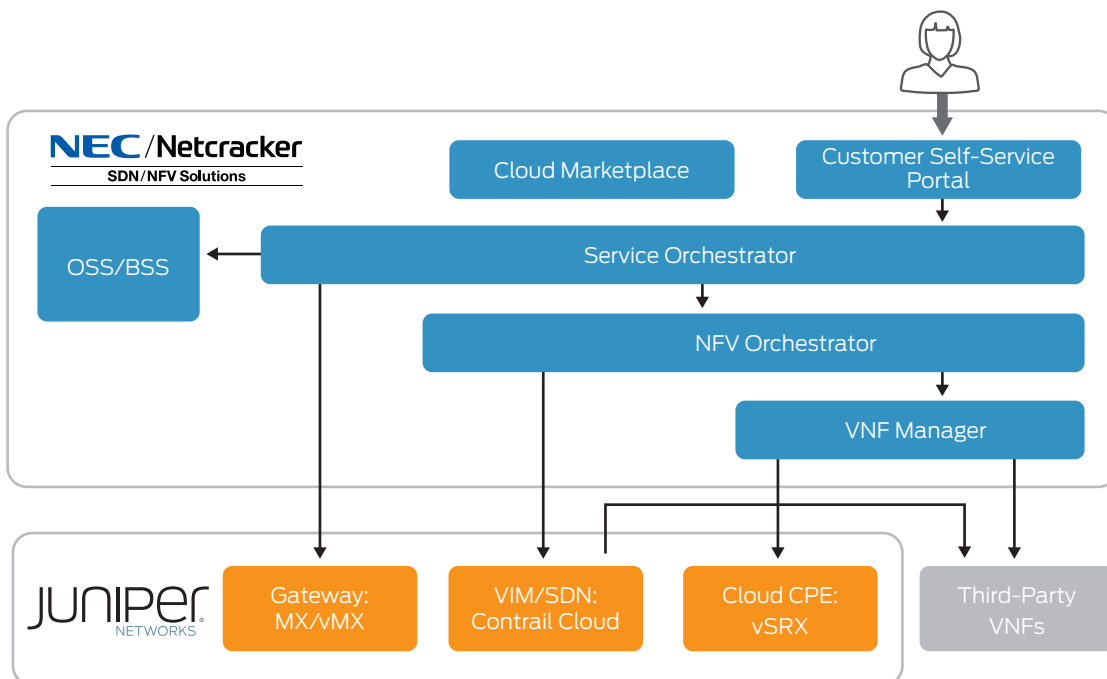 NEC/Netcracker
SDN/NFV Solutions
Cloud Marketplace
Customer Self-Service
Portal
OSS/BSS
Service Orchestrator
NFV Orchestrator
VNF Manager
JUNIPER
NETWORKS
Gateway:
MX/vMX
VIM/SDN:
Contrail Cloud
Cloud CPE:
vSRX
Third-Party
VNFs